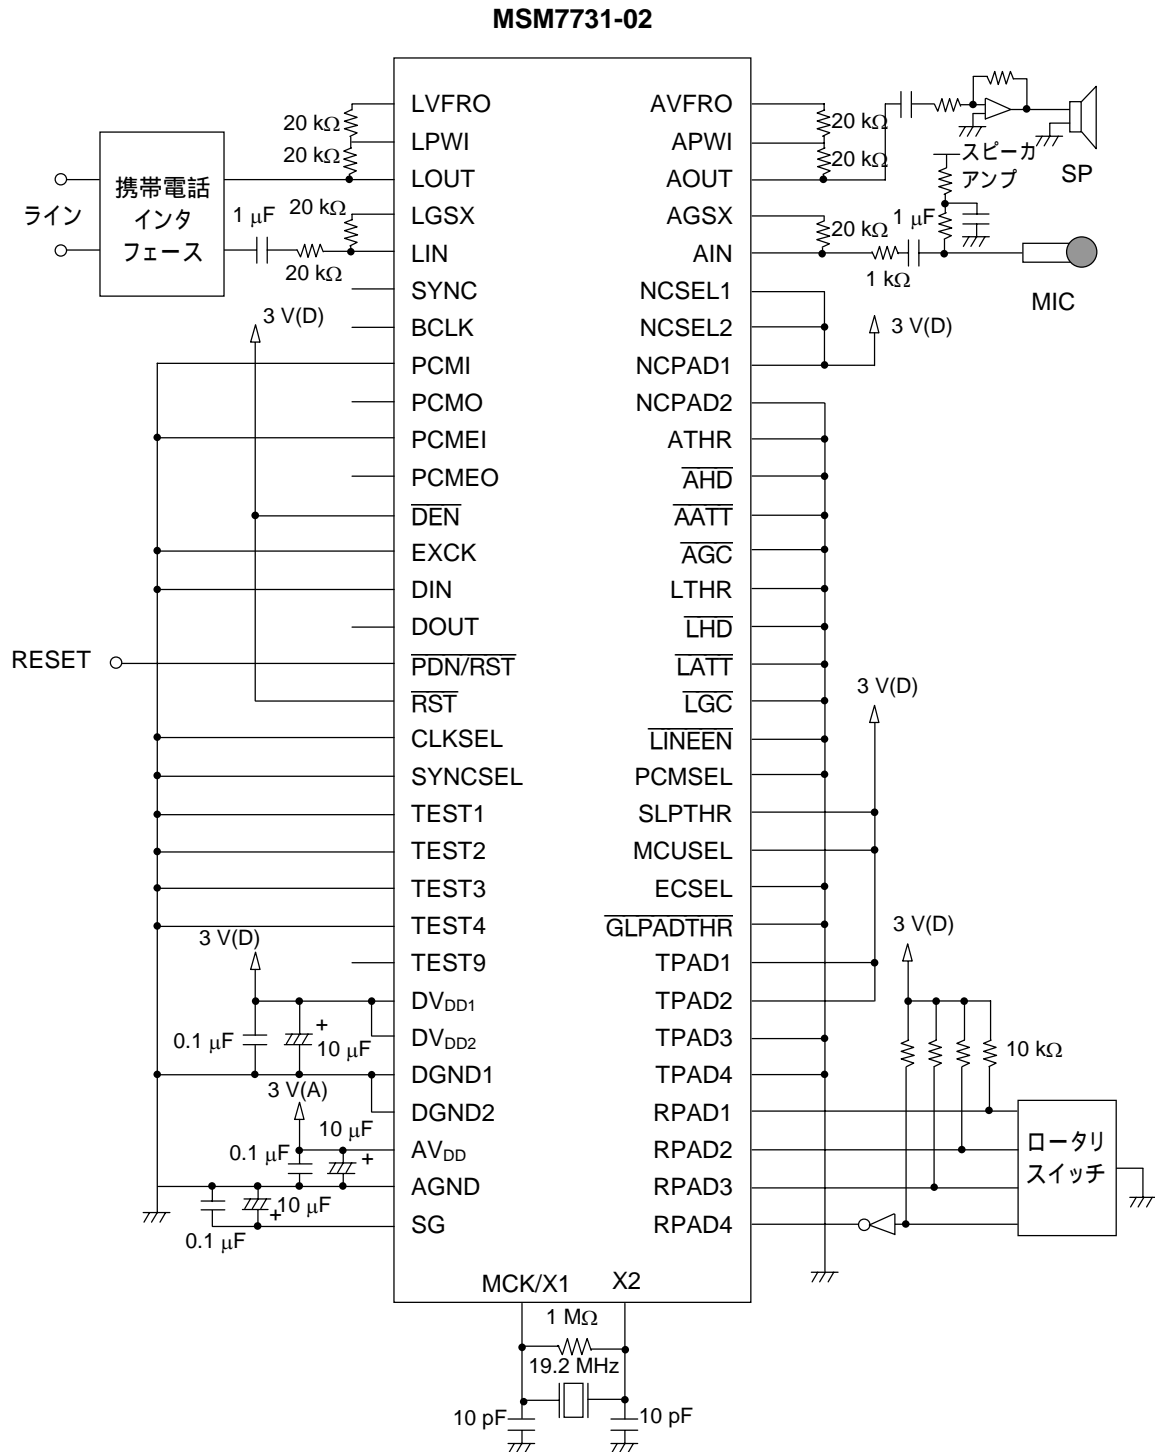 MSM7731-02
LVFRO
LPWI
LOUT
LGSX
LIN
SYNC
BCLK
PCMI
PCMO
PCMEI
PCMEO
DEN
EXCK
DIN
DOUT
PDN/RST
RST
CLKSEL
SYNCSEL
TEST1
TEST2
TEST3
TEST4
TEST9
DVDD1
DVDD2
DGND1
DGND2
AVDD
AGND
SG
AVFRO
APWI
AOUT
AGSX
AIN
NCSEL1
NCSEL2
NCPAD1
NCPAD2
ATHR
AHD
AATT
AGC
LTHR
LHD
LATT
LGC
LINEEN
PCMSEL
SLPTHR
MCUSEL
ECSEL
GLPADTHR
TPAD1
TPAD2
TPAD3
TPAD4
RPAD1
RPAD2
RPAD3
RPAD4
MCK/X1
X2
20 kΩ
20 kΩ
ライン
携帯電話
インタ
フェース
1 μF
20 kΩ
20 kΩ
3 V(D)
RESET
3 V(D)
0.1 μF
+
10 μF
3 V(A)
10 μF
0.1 μF
+
10 μF
+
0.1 μF
20 kΩ
20 kΩ
スピーカ
アンプ
SP
1 μF
20 kΩ
1 kΩ
MIC
3 V(D)
3 V(D)
3 V(D)
10 kΩ
ロータリ
スイッチ
1 MΩ
19.2 MHz
10 pF
10 pF